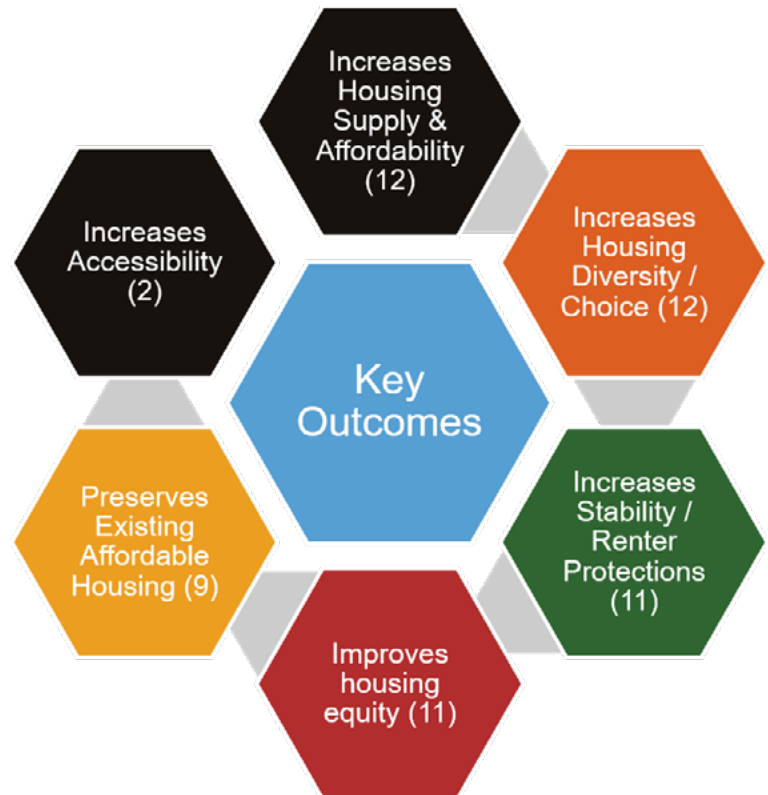 Increases
Housing
Supply &
Affordability
(12)
Increases
Housing
Diversity /
Choice (12)
Increases
Stability /
Renter
Protections
(11)
Improves
housing
equity (11)
Preserves
Existing
Affordable
Housing (9)
Increases
Accessibility
(2)
Key
Outcomes